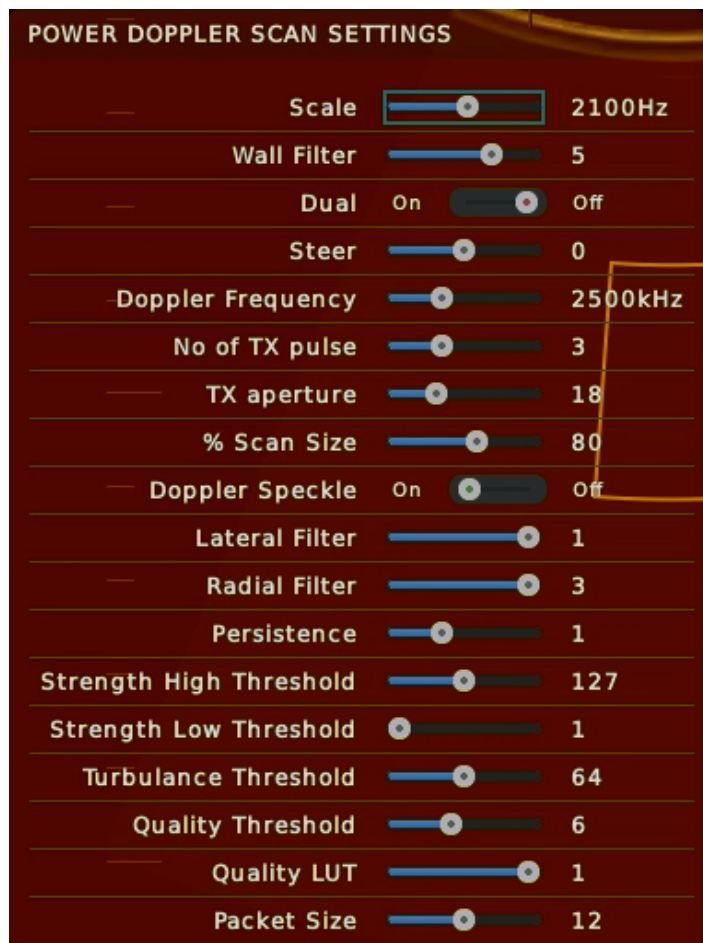 POWER DOPPLER SCAN SETTINGS
Scale 2100Hz
Wall Filter 5
Dual On Off
Steer 0
Doppler Frequency 2500kHz
No of TX pulse 3
TX aperture 18
% Scan Size 80
Doppler Speckle On Off
Lateral Filter 1
Radial Filter 3
Persistence 1
Strength High Threshold 127
Strength Low Threshold 1
Turbulance Threshold 64
Quality Threshold 6
Quality LUT 1
Packet Size 12